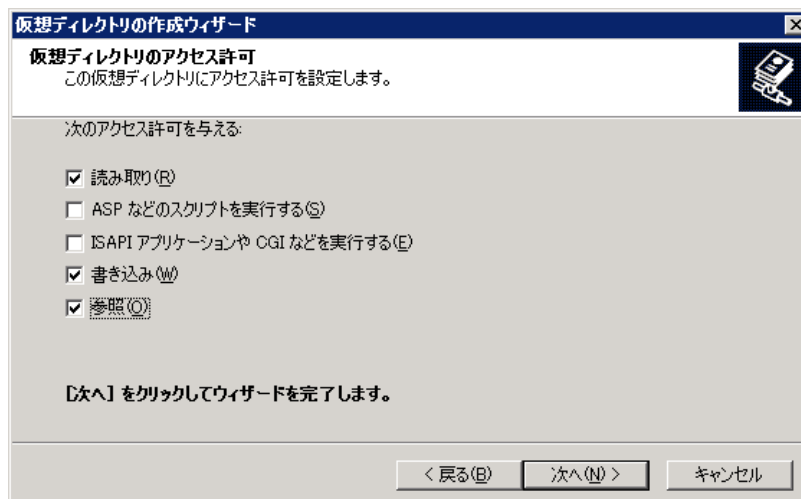 仮想ディレクトリの作成ウィザード
仮想ディレクトリのアクセス許可
この仮想ディレクトリにアクセス許可を設定します。
次のアクセス許可を与える:
読み取り(R)
ASP などのスクリプトを実行する(S)
ISAPI アプリケーションや CGI などを実行する(E)
書き込み(W)
参照(O)
[次へ] をクリックしてウィザードを完了します。
< 戻る(B)
次へ(N) >
キャンセル